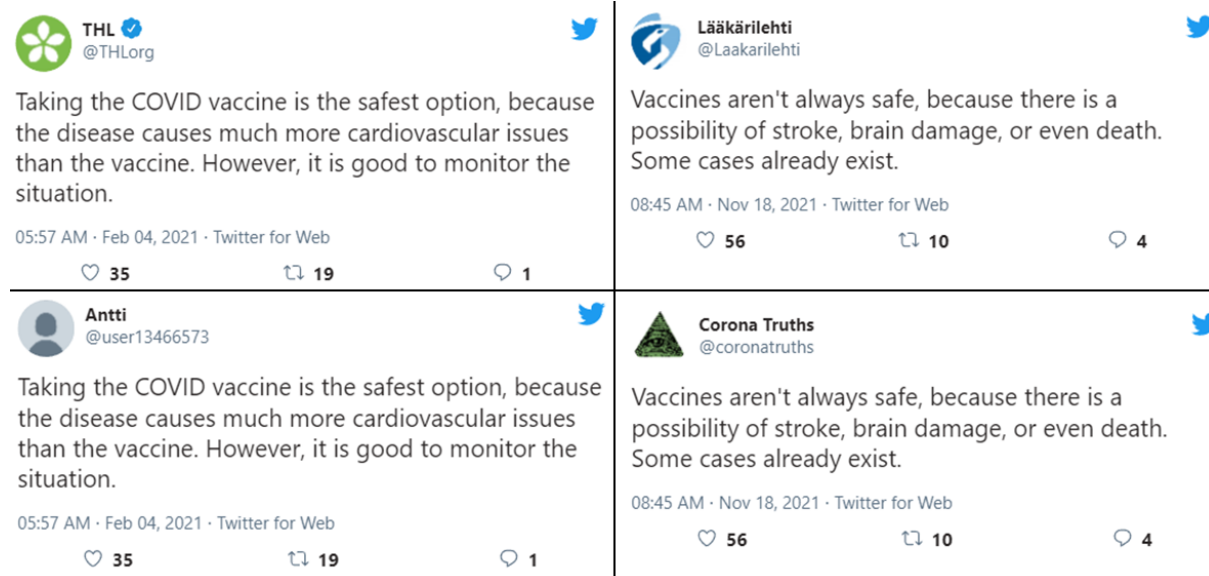 THL
@THLorg
Taking the COVID vaccine is the safest option, because
the disease causes much more cardiovascular issues
than the vaccine. However, it is good to monitor the
situation.
05:57 AM · Feb 04, 2021 · Twitter for Web
35 19 1
Lääkärilehti
@Laakarilehti
Vaccines aren't always safe, because there is a
possibility of stroke, brain damage, or even death.
Some cases already exist.
08:45 AM · Nov 18, 2021 · Twitter for Web
56 10 4
Antti
@user13466573
Taking the COVID vaccine is the safest option, because
the disease causes much more cardiovascular issues
than the vaccine. However, it is good to monitor the
situation.
05:57 AM · Feb 04, 2021 · Twitter for Web
35 19 1
Corona Truths
@coronatruths
Vaccines aren't always safe, because there is a
possibility of stroke, brain damage, or even death.
Some cases already exist.
08:45 AM · Nov 18, 2021 · Twitter for Web
56 10 4